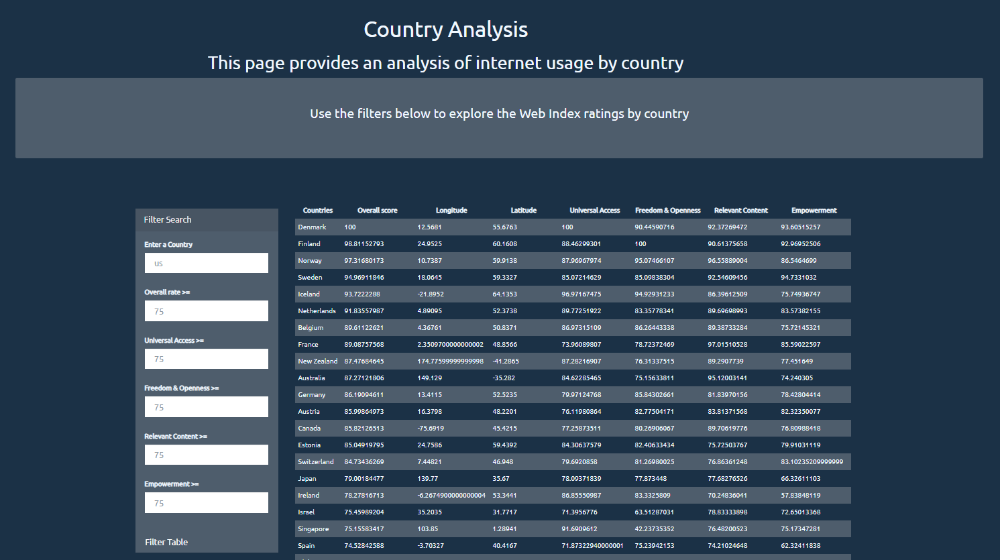 Country Analysis
This page provides an analysis of internet usage by country
Use the filters below to explore the Web Index ratings by country
Filter Search
Enter a Country
us
Overall rate >=
75
Universal Access >=
75
Freedom & Openness >=
75
Relevant Content >=
75
Empowerment >=
75
Filter Table
Countries Overall score Longitude Latitude Universal Access Freedom & Openness Relevant Content Empowerment
Denmark 100 12.5681 55.6763 100 90.44590716 92.37269472 93.60515257
Finland 98.81152793 24.9525 60.1608 88.46299301 100 90.61375658 92.96952506
Norway 97.31680173 10.7387 59.9138 87.96967974 95.07466107 96.55889004 86.5464699
Sweden 94.96911846 18.0645 59.3327 85.07214629 85.09838304 92.54609456 94.7331032
Iceland 93.7222288 -21.8952 64.1353 96.97167475 94.92931233 86.39612509 75.74936747
Netherlands 91.83557987 4.89095 52.3738 89.77251922 83.35778341 89.69698993 83.57382155
Belgium 89.61122621 4.36761 50.8371 86.97315109 86.26443338 89.38733284 75.72145321
France 89.08757568 2.3509700000000002 48.8566 73.96089807 78.72372469 97.01510528 85.59022597
New Zealand 87.47684645 174.77599999999998 -41.2865 87.28216907 76.31337515 89.2907739 77.451649
Australia 87.27121806 149.129 -35.282 84.62285465 75.15633811 95.12003141 74.240305
Germany 86.19094611 13.4115 52.5235 79.97124768 85.84302661 81.83970156 78.42804414
Austria 85.99864973 16.3798 48.2201 76.11980864 82.77504171 83.81371568 82.32350077
Canada 85.82126513 -75.6919 45.4215 77.25873511 80.26906067 89.70619776 76.80988418
Estonia 85.04919795 24.7586 59.4392 84.30637579 82.40633434 75.72503767 79.91031119
Switzerland 84.73436269 7.44821 46.948 79.6920858 81.26980025 76.86361248 83.10235209999999
Japan 79.00184477 139.77 35.67 78.09371839 77.873448 77.68276526 66.32611103
Ireland 78.27816713 -6.2674900000000004 53.3441 86.85550987 83.3325809 70.24836041 57.83848119
Israel 75.45989204 35.2035 31.7717 71.3956776 63.51287031 78.83333898 72.65013368
Singapore 75.15583417 103.85 1.28941 91.6909612 42.23735352 76.48200523 75.17347281
Spain 74.52842588 -3.70327 40.4167 71.87322940000001 75.23942153 74.21024648 62.32411838